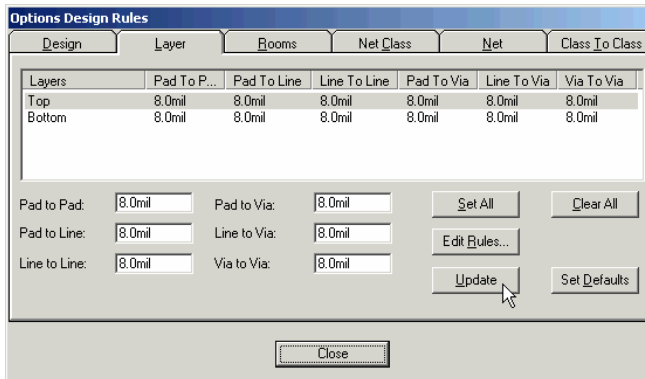 Options Design Rules
Design Layer Rooms Net Class Net Class To Class
Layers Pad To P... Pad To Line Line To Line Pad To Via Line To Via Via To Via
Top 8.0mil 8.0mil 8.0mil 8.0mil 8.0mil 8.0mil
Bottom 8.0mil 8.0mil 8.0mil 8.0mil 8.0mil 8.0mil
Pad to Pad: 8.0mil Pad to Via: 8.0mil Set All Clear All
Pad to Line: 8.0mil Line to Via: 8.0mil Edit Rules...
Line to Line: 8.0mil Via to Via: 8.0mil Update Set Defaults
Close